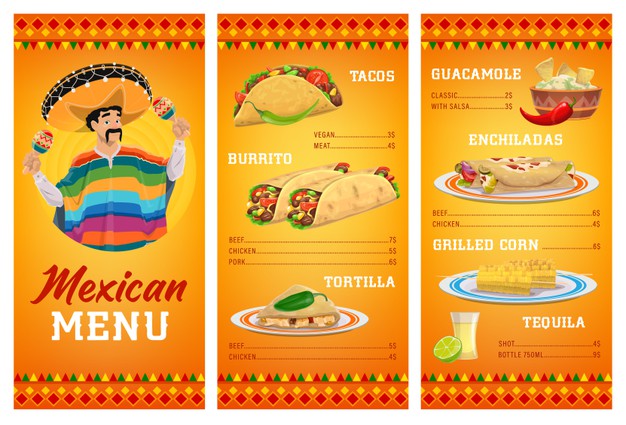 Mexican
MENU
TACOS
VEGAN....................3$
MEAT.....................4$
BURRITO
BEEF.....................7$
CHICKEN..................5$
PORK.....................6$
TORTILLA
BEEF.....................5$
CHICKEN..................4$
GUACAMOLE
CLASSIC..................2$
WITH SALSA...............3$
ENCHILADAS
BEEF.....................6$
CHICKEN..................4$
GRILLED CORN.............6$
TEQUILA
SHOT.....................4$
BOTTLE 750ML.............9$